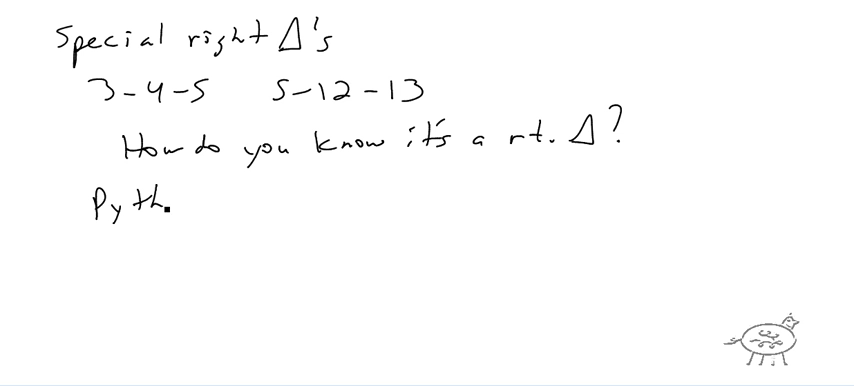 Special right Δ's
3-4-5 5-12-13
How do you know it's a rt. Δ?
Pyth.